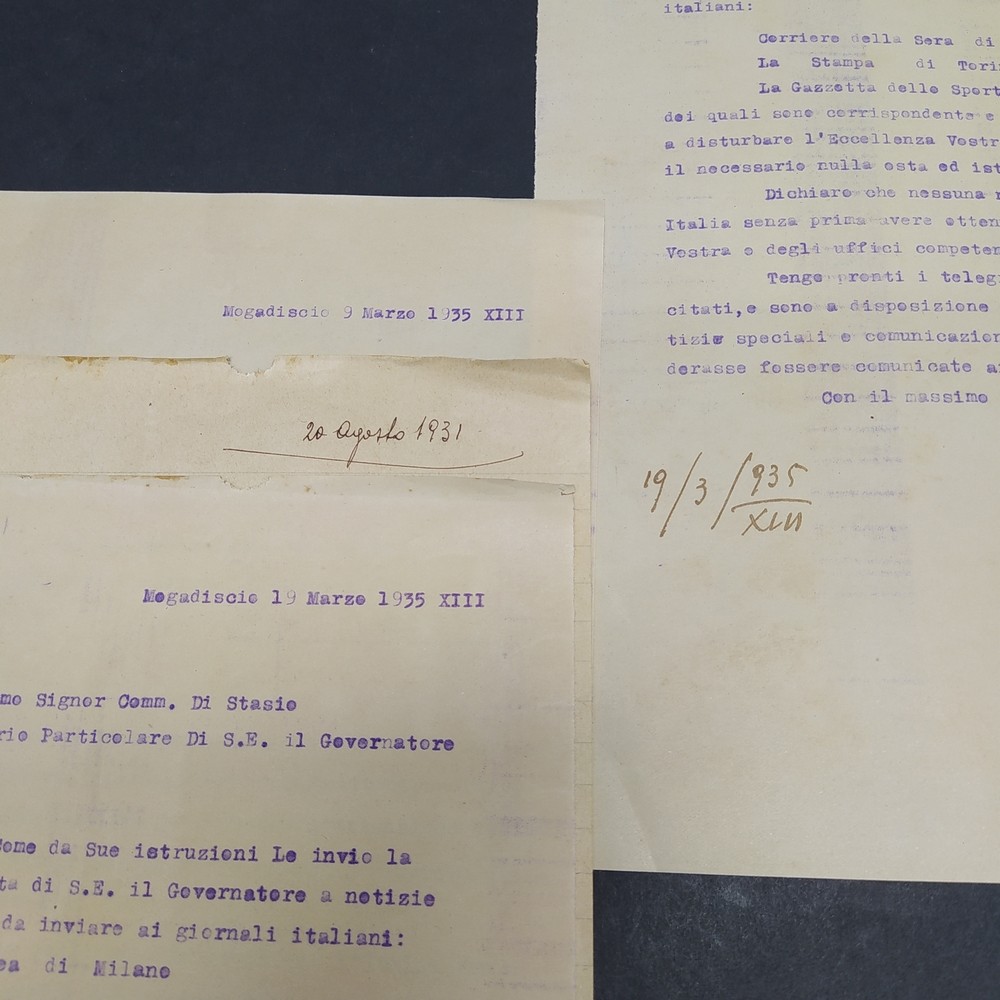 italiani:
Corriere della Sera di
La Stampa di Tori
La Gazzetta dello Sport
dei quali sono corrispondente e
a disturbare l'Eccellenza Vostr
il necessario nulla osta ed ist
Dichiaro che nessuna
Italia senza prima avere otten
Vostra e degli uffici competen
Tengo pronti i telegr
citati,e sono a disposizione
tizie speciali e comunicazion
derasse fossero comunicate a
Con il massimo
19/3/935
XIII
Mogadiscio 9 Marzo 1935 XIII
20 Agosto 1931
Mogadiscio 19 Marzo 1935 XIII
mo Signor Comm. Di Stasio
rio Particolare Di S.E. il Governatore
Come da Sue istruzioni Le invio la
ta di S.E. il Governatore a notizie
da inviare ai giornali italiani:
ea di Milano